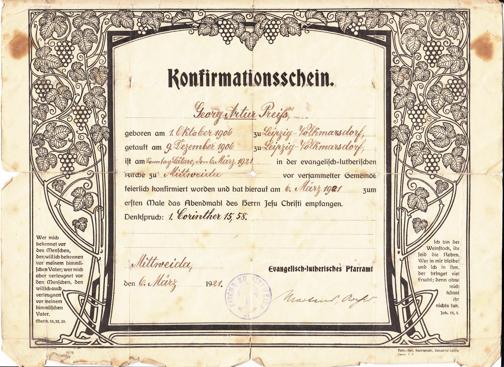 Konfirmationsschein.
Georg Artur Preiß,
geboren am 1. Oktober 1906 zu Leipzig-Volkmarsdorf,
getauft am 9. Dezember 1906 zu Leipzig-Volkmarsdorf,
ist am Sonntag Lätare, den 6. März 1921 in der evangelisch-lutherischen
Kirche zu Mittweida vor versammelter Gemeinde
feierlich konfirmiert worden und hat hierauf am 6. März 1921 zum
ersten Male das Abendmahl des Herrn Jesu Christi empfangen.
Denkspruch: 1. Corinther 15, 58.
Mittweida,
den 6. März 1921.
Evangelisch-lutherisches Pfarramt
Wer mich
bekennet vor
den Menschen,
den will ich bekennen
vor meinem himmli-
schen Vater; wer mich
aber verleugnet vor
den Menschen, den
will ich auch
verleugnen
vor meinem
himmlischen
Vater.
Matth. 10, 32, 33.
Ich bin der
Weinstock, ihr
seid die Reben.
Wer in mir bleibet
und ich in ihm,
der bringet viel
Frucht; denn ohne
mich
könnet
ihr
nichts tun.
Joh. 15, 5.